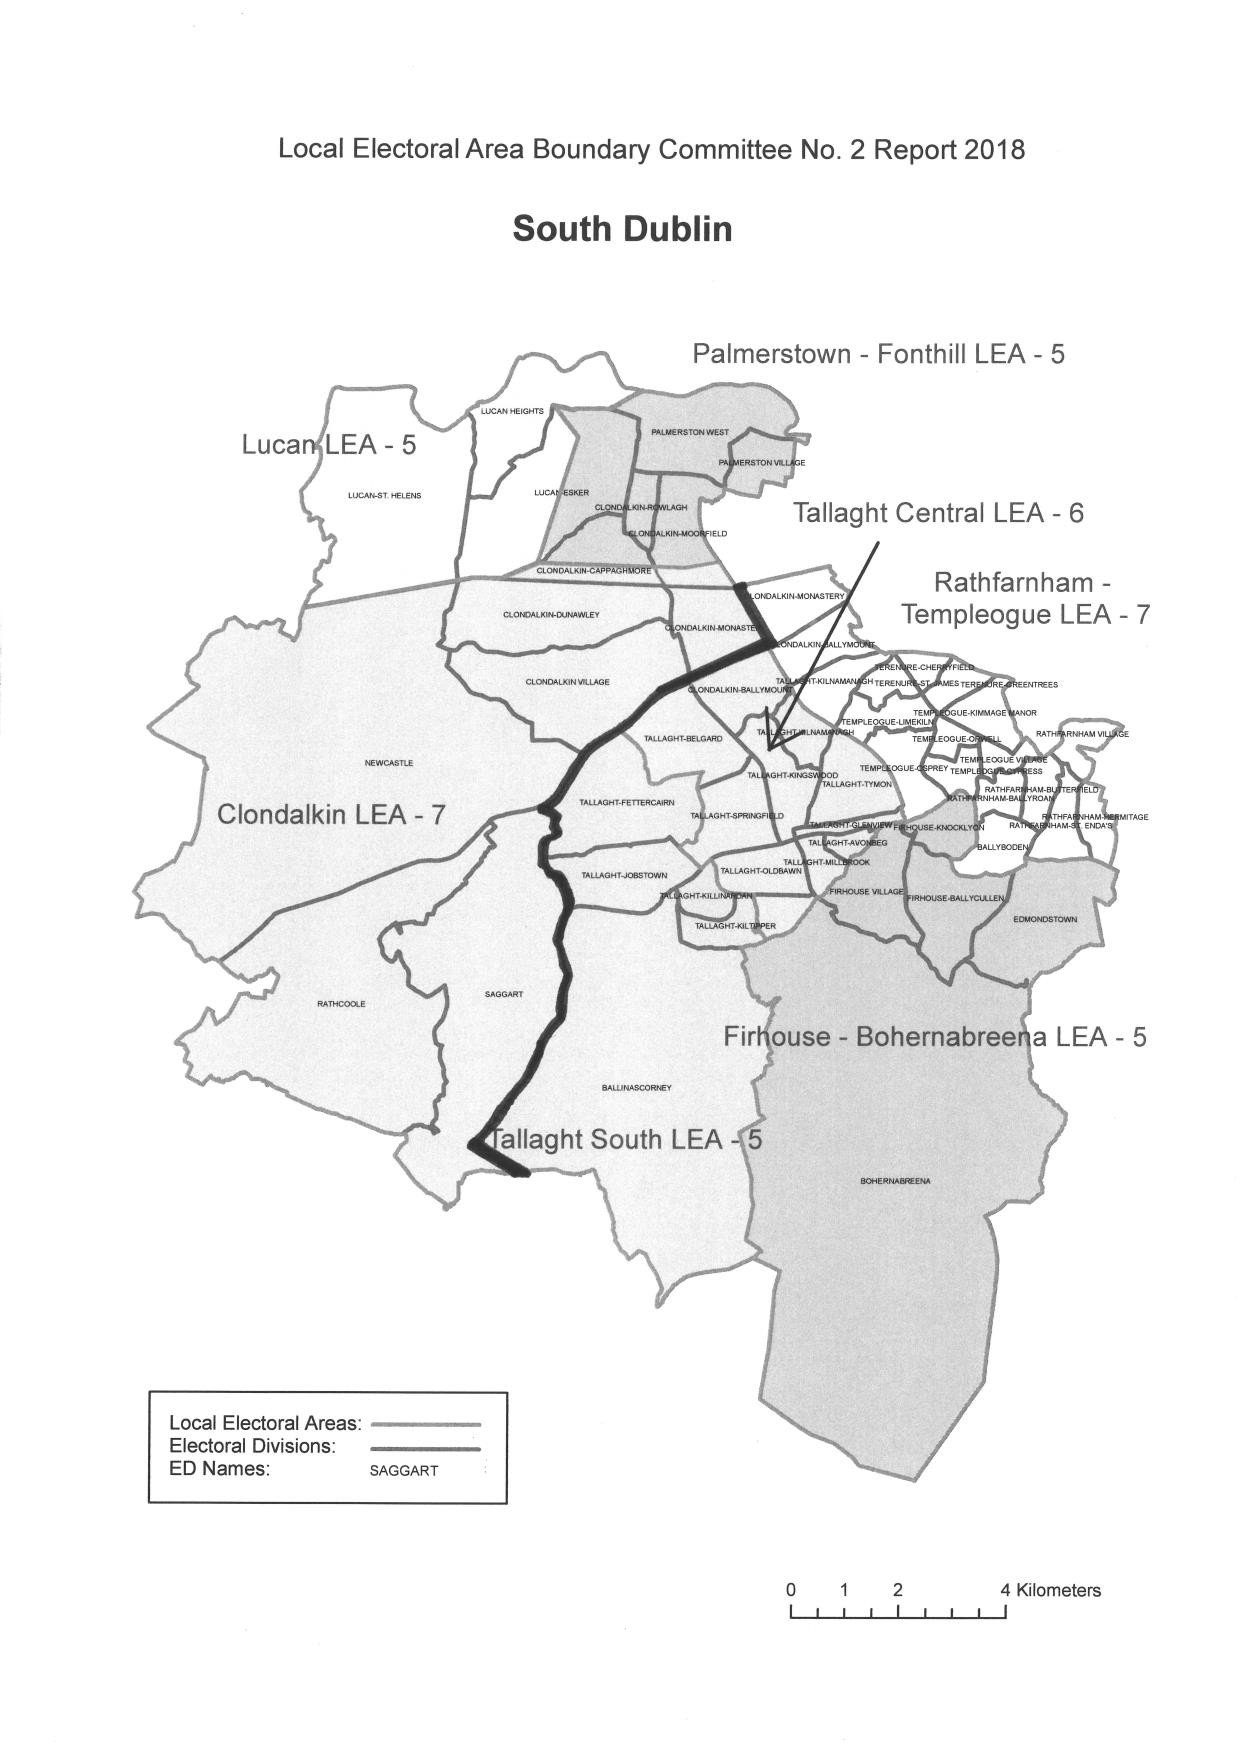 Local Electoral Area Boundary Committee No. 2 Report 2018
South Dublin
Palmerstown - Fonthill LEA - 5
LUCAN HEIGHTS
PALMERSTON WEST
Lucan LEA - 5
PALMERSTON VILLAGE
LUCAN-ESKER
LUCAN-ST. HELENS
CLONDALKIN-ROWLAGH
Tallaght Central LEA - 6
CLONDALKIN-MOORFIELD
CLONDALKIN-CAPPAGHMORE
Rathfarnham -
Templeogue LEA - 7
CLONDALKIN-MONASTERY
CLONDALKIN-DUNAWLEY
CLONDALKIN-MONASTE
CLONDALKIN-BALLYMOUNT
TERENURE-CHERRYFIELD
CLONDALKIN VILLAGE
TALLAGHT-KILNAMANAGH
TERENURE-ST. JAMES
TERENURE-GREENTREES
CLONDALKIN-BALLYMOUNT
TEMPLEOGUE-KIMMAGE MANOR
TEMPLEOGUE-LIMEKILN
TALLAGHT-KILNAMANAGH
RATHFARNHAM VILLAGE
TALLAGHT-BELGARD
TEMPLEOGUE-ORWELL
TEMPLEOGUE VILLAGE
NEWCASTLE
TEMPLEOGUE-OSPREY
TEMPLEOGUE-CYPRESS
TALLAGHT-KINGSWOOD
TALLAGHT-TYMON
RATHFARNHAM-BUTTERFIELD
RATHFARNHAM-BALLYROAN
TALLAGHT-FETTERCAIRN
Clondalkin LEA - 7
TALLAGHT-SPRINGFIELD
RATHFARNHAM-HERMITAGE
TALLAGHT-GLENVIEW
FIRHOUSE-KNOCKLYON
RATHFARNHAM-ST. ENDA'S
TALLAGHT-AVONBEG
BALLYBODEN
TALLAGHT-MILLBROOK
TALLAGHT-OLDBAWN
TALLAGHT-JOBSTOWN
FIRHOUSE VILLAGE
TALLAGHT-KILLINARDAN
FIRHOUSE-BALLYCULLEN
EDMONDSTOWN
TALLAGHT-KILTIPPER
SAGGART
RATHCOOLE
Firhouse - Bohernabreena LEA - 5
BALLINASCORNEY
Tallaght South LEA - 5
BOHERNABREENA
Local Electoral Areas:
Electoral Divisions:
ED Names: SAGGART
0 1 2 4 Kilometers